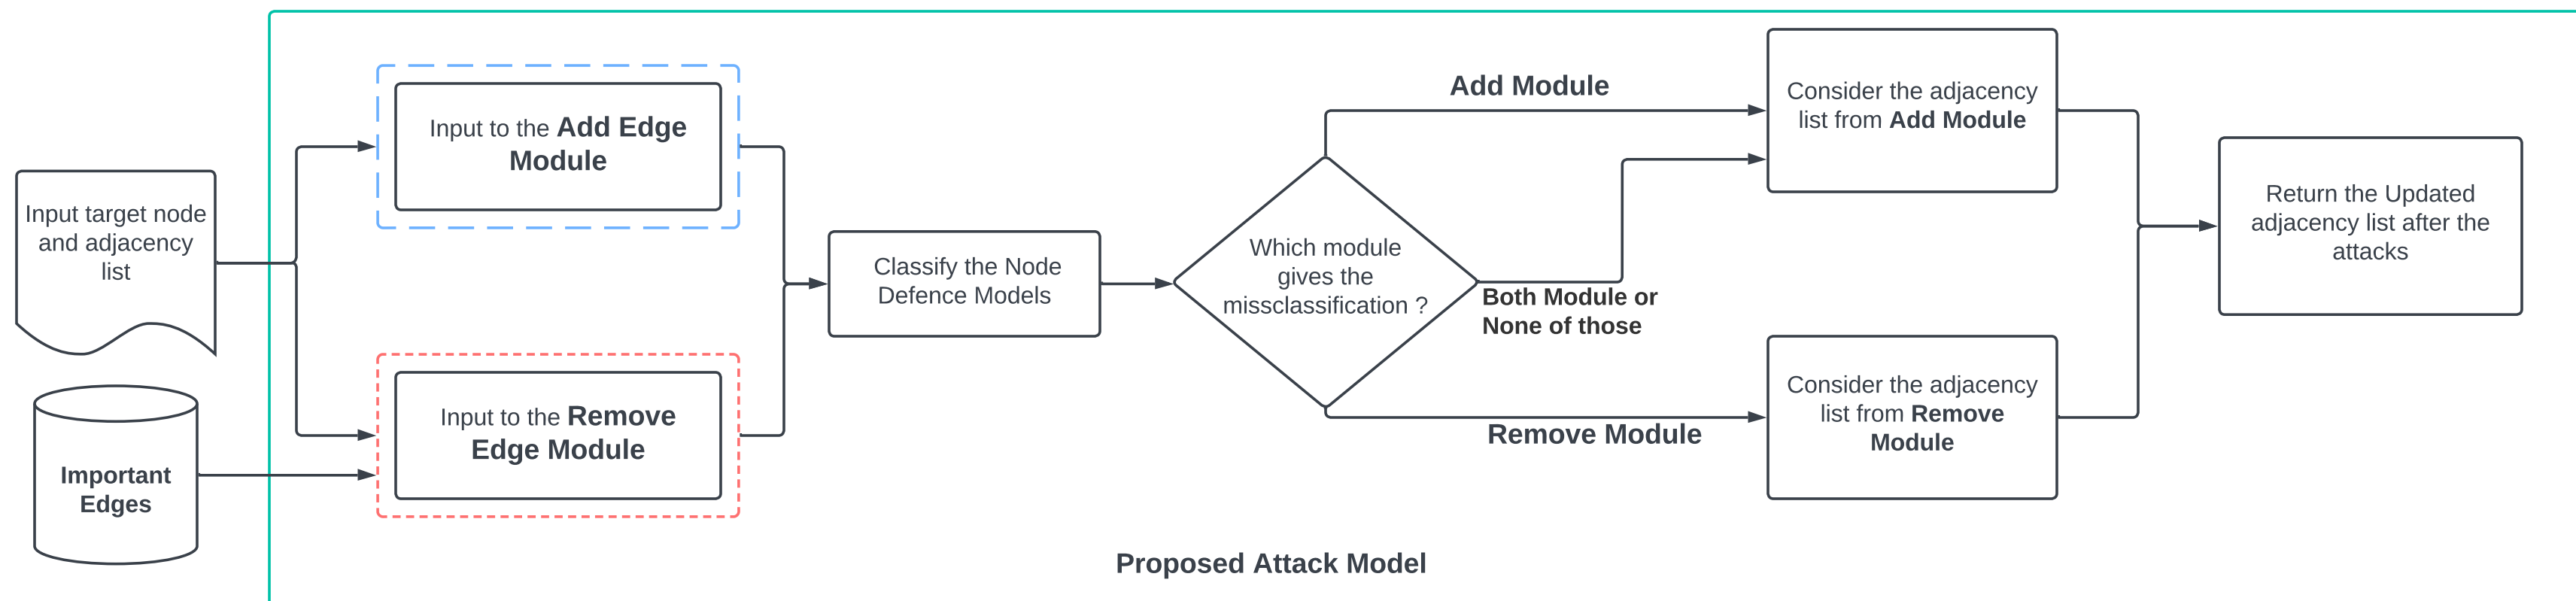 Input target node
and adjacency
list
Important
Edges
Input to the Add Edge
Module
Input to the Remove
Edge Module
Classify the Node
Defence Models
Which module
gives the
missclassification ?
Add Module
Both Module or
None of those
Remove Module
Consider the adjacency
list from Add Module
Consider the adjacency
list from Remove
Module
Return the Updated
adjacency list after the
attacks
Proposed Attack Model